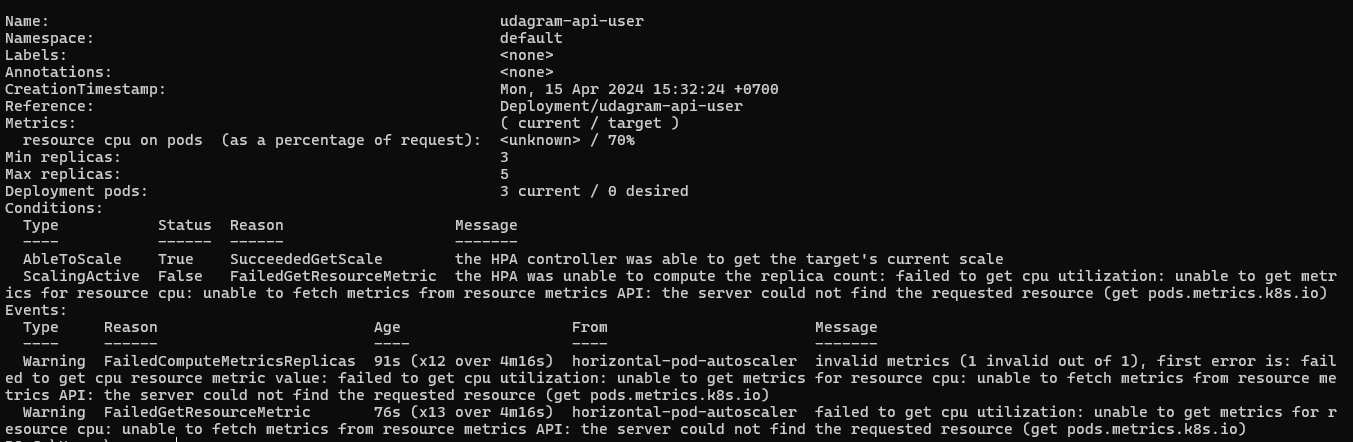 Name:                                                  udagram-api-user
Namespace:                                             default
Labels:                                                <none>
Annotations:                                           <none>
CreationTimestamp:                                     Mon, 15 Apr 2024 15:32:24 +0700
Reference:                                             Deployment/udagram-api-user
Metrics:                                               ( current / target )
  resource cpu on pods  (as a percentage of request):  <unknown> / 70%
Min replicas:                                          3
Max replicas:                                          5
Deployment pods:                                       3 current / 0 desired
Conditions:
  Type           Status  Reason                   Message
  ----           ------  ------                   -------
  AbleToScale    True    SucceededGetScale        the HPA controller was able to get the target's current scale
  ScalingActive  False   FailedGetResourceMetric  the HPA was unable to compute the replica count: failed to get cpu utilization: unable to get metr
ics for resource cpu: unable to fetch metrics from resource metrics API: the server could not find the requested resource (get pods.metrics.k8s.io)
Events:
  Type     Reason                        Age                   From                       Message
  ----     ------                        ----                  ----                       -------
  Warning  FailedComputeMetricsReplicas  91s (x12 over 4m16s)  horizontal-pod-autoscaler  invalid metrics (1 invalid out of 1), first error is: fail
ed to get cpu resource metric value: failed to get cpu utilization: unable to get metrics for resource cpu: unable to fetch metrics from resource me
trics API: the server could not find the requested resource (get pods.metrics.k8s.io)
  Warning  FailedGetResourceMetric       76s (x13 over 4m16s)  horizontal-pod-autoscaler  failed to get cpu utilization: unable to get metrics for r
esource cpu: unable to fetch metrics from resource metrics API: the server could not find the requested resource (get pods.metrics.k8s.io)